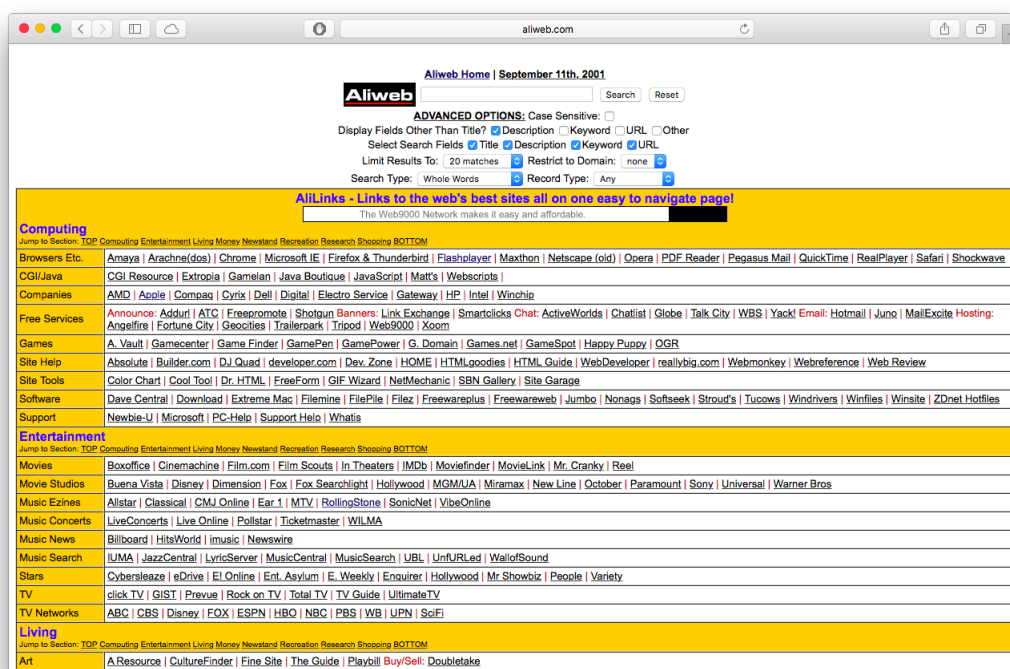 aliweb.com
Aliweb Home | September 11th, 2001
Aliweb Search Reset
ADVANCED OPTIONS: Case Sensitive:
Display Fields Other Than Title? Description Keyword URL Other
Select Search Fields Title Description Keyword URL
Limit Results To: 20 matches Restrict to Domain: none
Search Type: Whole Words Record Type: Any
AliLinks - Links to the web's best sites all on one easy to navigate page!
The Web9000 Network makes it easy and affordable.
Computing
Jump to Section: TOP Computing Entertainment Living Money Newstand Recreation Research Shopping BOTTOM
Browsers Etc. Amaya | Arachne(dos) | Chrome | Microsoft IE | Firefox & Thunderbird | Flashplayer | Maxthon | Netscape (old) | Opera | PDF Reader | Pegasus Mail | QuickTime | RealPlayer | Safari | Shockwave
CGI/Java CGI Resource | Extropia | Gamelan | Java Boutique | JavaScript | Matt's | Webscripts |
Companies AMD | Apple | Compaq | Cyrix | Dell | Digital | Electro Service | Gateway | HP | Intel | Winchip
Free Services Announce: Addurl | ATC | Freepromote | Shotgun Banners: Link Exchange | Smartclicks Chat: ActiveWorlds | Chatlist | Globe | Talk City | WBS | Yack! Email: Hotmail | Juno | MailExcite Hosting:
Angelfire | Fortune City | Geocities | Trailerpark | Tripod | Web9000 | Xoom
Games A. Vault | Gamecenter | Game Finder | GamePen | GamePower | G. Domain | Games.net | GameSpot | Happy Puppy | OGR
Site Help Absolute | Builder.com | DJ Quad | developer.com | Dev. Zone | HOME | HTMLgoodies | HTML Guide | WebDeveloper | reallybig.com | Webmonkey | Webreference | Web Review
Site Tools Color Chart | Cool Tool | Dr. HTML | FreeForm | GIF Wizard | NetMechanic | SBN Gallery | Site Garage
Software Dave Central | Download | Extreme Mac | Filemine | FilePile | Filez | Freewareplus | Freewareweb | Jumbo | Nonags | Softseek | Stroud's | Tucows | Windrivers | Winfiles | Winsite | ZDnet Hotfiles
Support Newbie-U | Microsoft | PC-Help | Support Help | Whatis
Entertainment
Jump to Section: TOP Computing Entertainment Living Money Newstand Recreation Research Shopping BOTTOM
Movies Boxoffice | Cinemachine | Film.com | Film Scouts | In Theaters | IMDb | Moviefinder | MovieLink | Mr. Cranky | Reel
Movie Studios Buena Vista | Disney | Dimension | Fox | Fox Searchlight | Hollywood | MGM/UA | Miramax | New Line | October | Paramount | Sony | Universal | Warner Bros
Music Ezines Allstar | Classical | CMJ Online | Ear 1 | MTV | RollingStone | SonicNet | VibeOnline
Music Concerts LiveConcerts | Live Online | Pollstar | Ticketmaster | WILMA
Music News Billboard | HitsWorld | imusic | Newswire
Music Search IUMA | JazzCentral | LyricServer | MusicCentral | MusicSearch | UBL | UnfURLed | WallofSound
Stars Cybersleaze | eDrive | E! Online | Ent. Asylum | E. Weekly | Enquirer | Hollywood | Mr Showbiz | People | Variety
TV click TV | GIST | Prevue | Rock on TV | Total TV | TV Guide | UltimateTV
TV Networks ABC | CBS | Disney | FOX | ESPN | HBO | NBC | PBS | WB | UPN | SciFi
Living
Jump to Section: TOP Computing Entertainment Living Money Newstand Recreation Research Shopping BOTTOM
Art A Resource | CultureFinder | Fine Site | The Guide | Playbill Buy/Sell: Doubletake